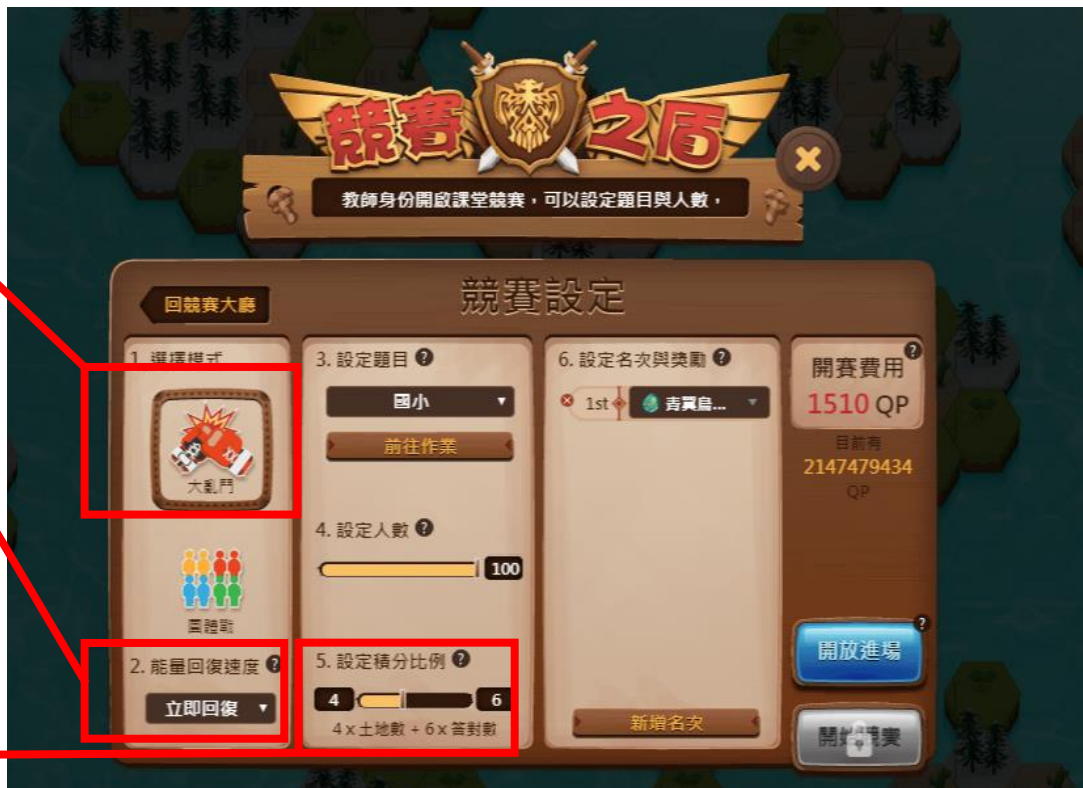 競賽之盾
教師身份開啟課堂競賽，可以設定題目與人數，
回競賽大廳
競賽設定
1. 選擇模式
大亂鬥
團體戰
2. 能量回復速度 ?
立即回復
3. 設定題目 ?
國小
前往作業
4. 設定人數 ?
100
5. 設定積分比例 ?
4 6
4 x 土地數 + 6 x 答對數
6. 設定名次與獎勵 ?
1st 青翼鳥...
新增名次
開賽費用 ?
1510 QP
目前有
2147479434
QP
開放進場 ?
開始競賽